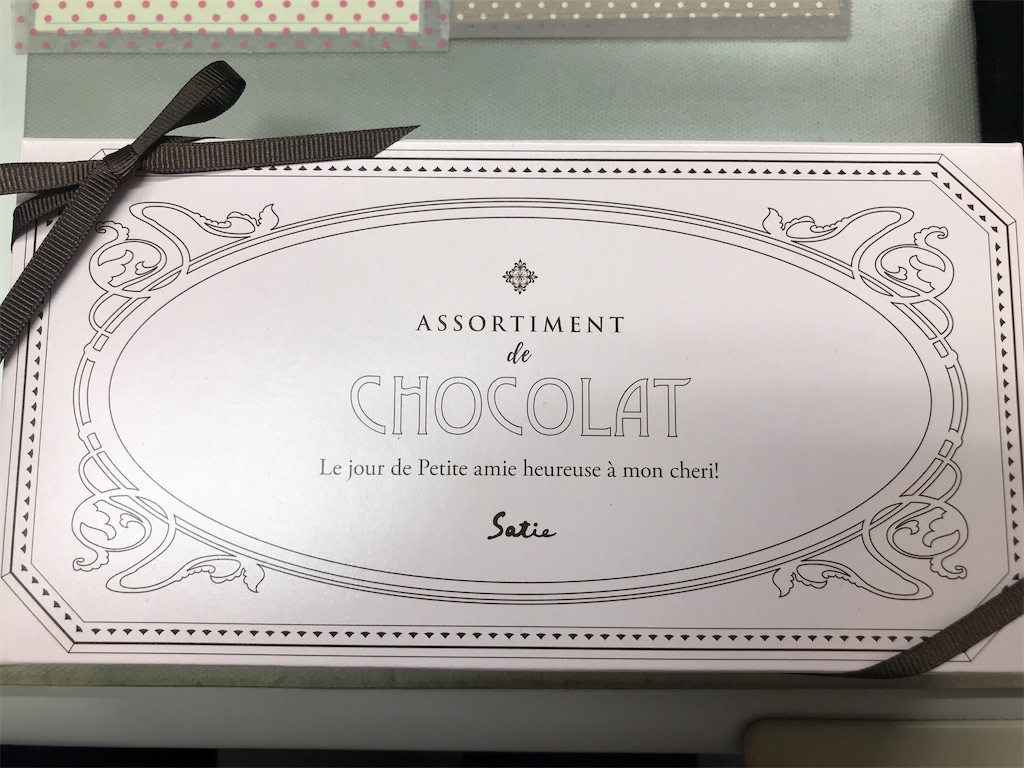 ASSORTIMENT
de
CHOCOLAT
Le jour de Petite amie heureuse à mon cheri!
Satie